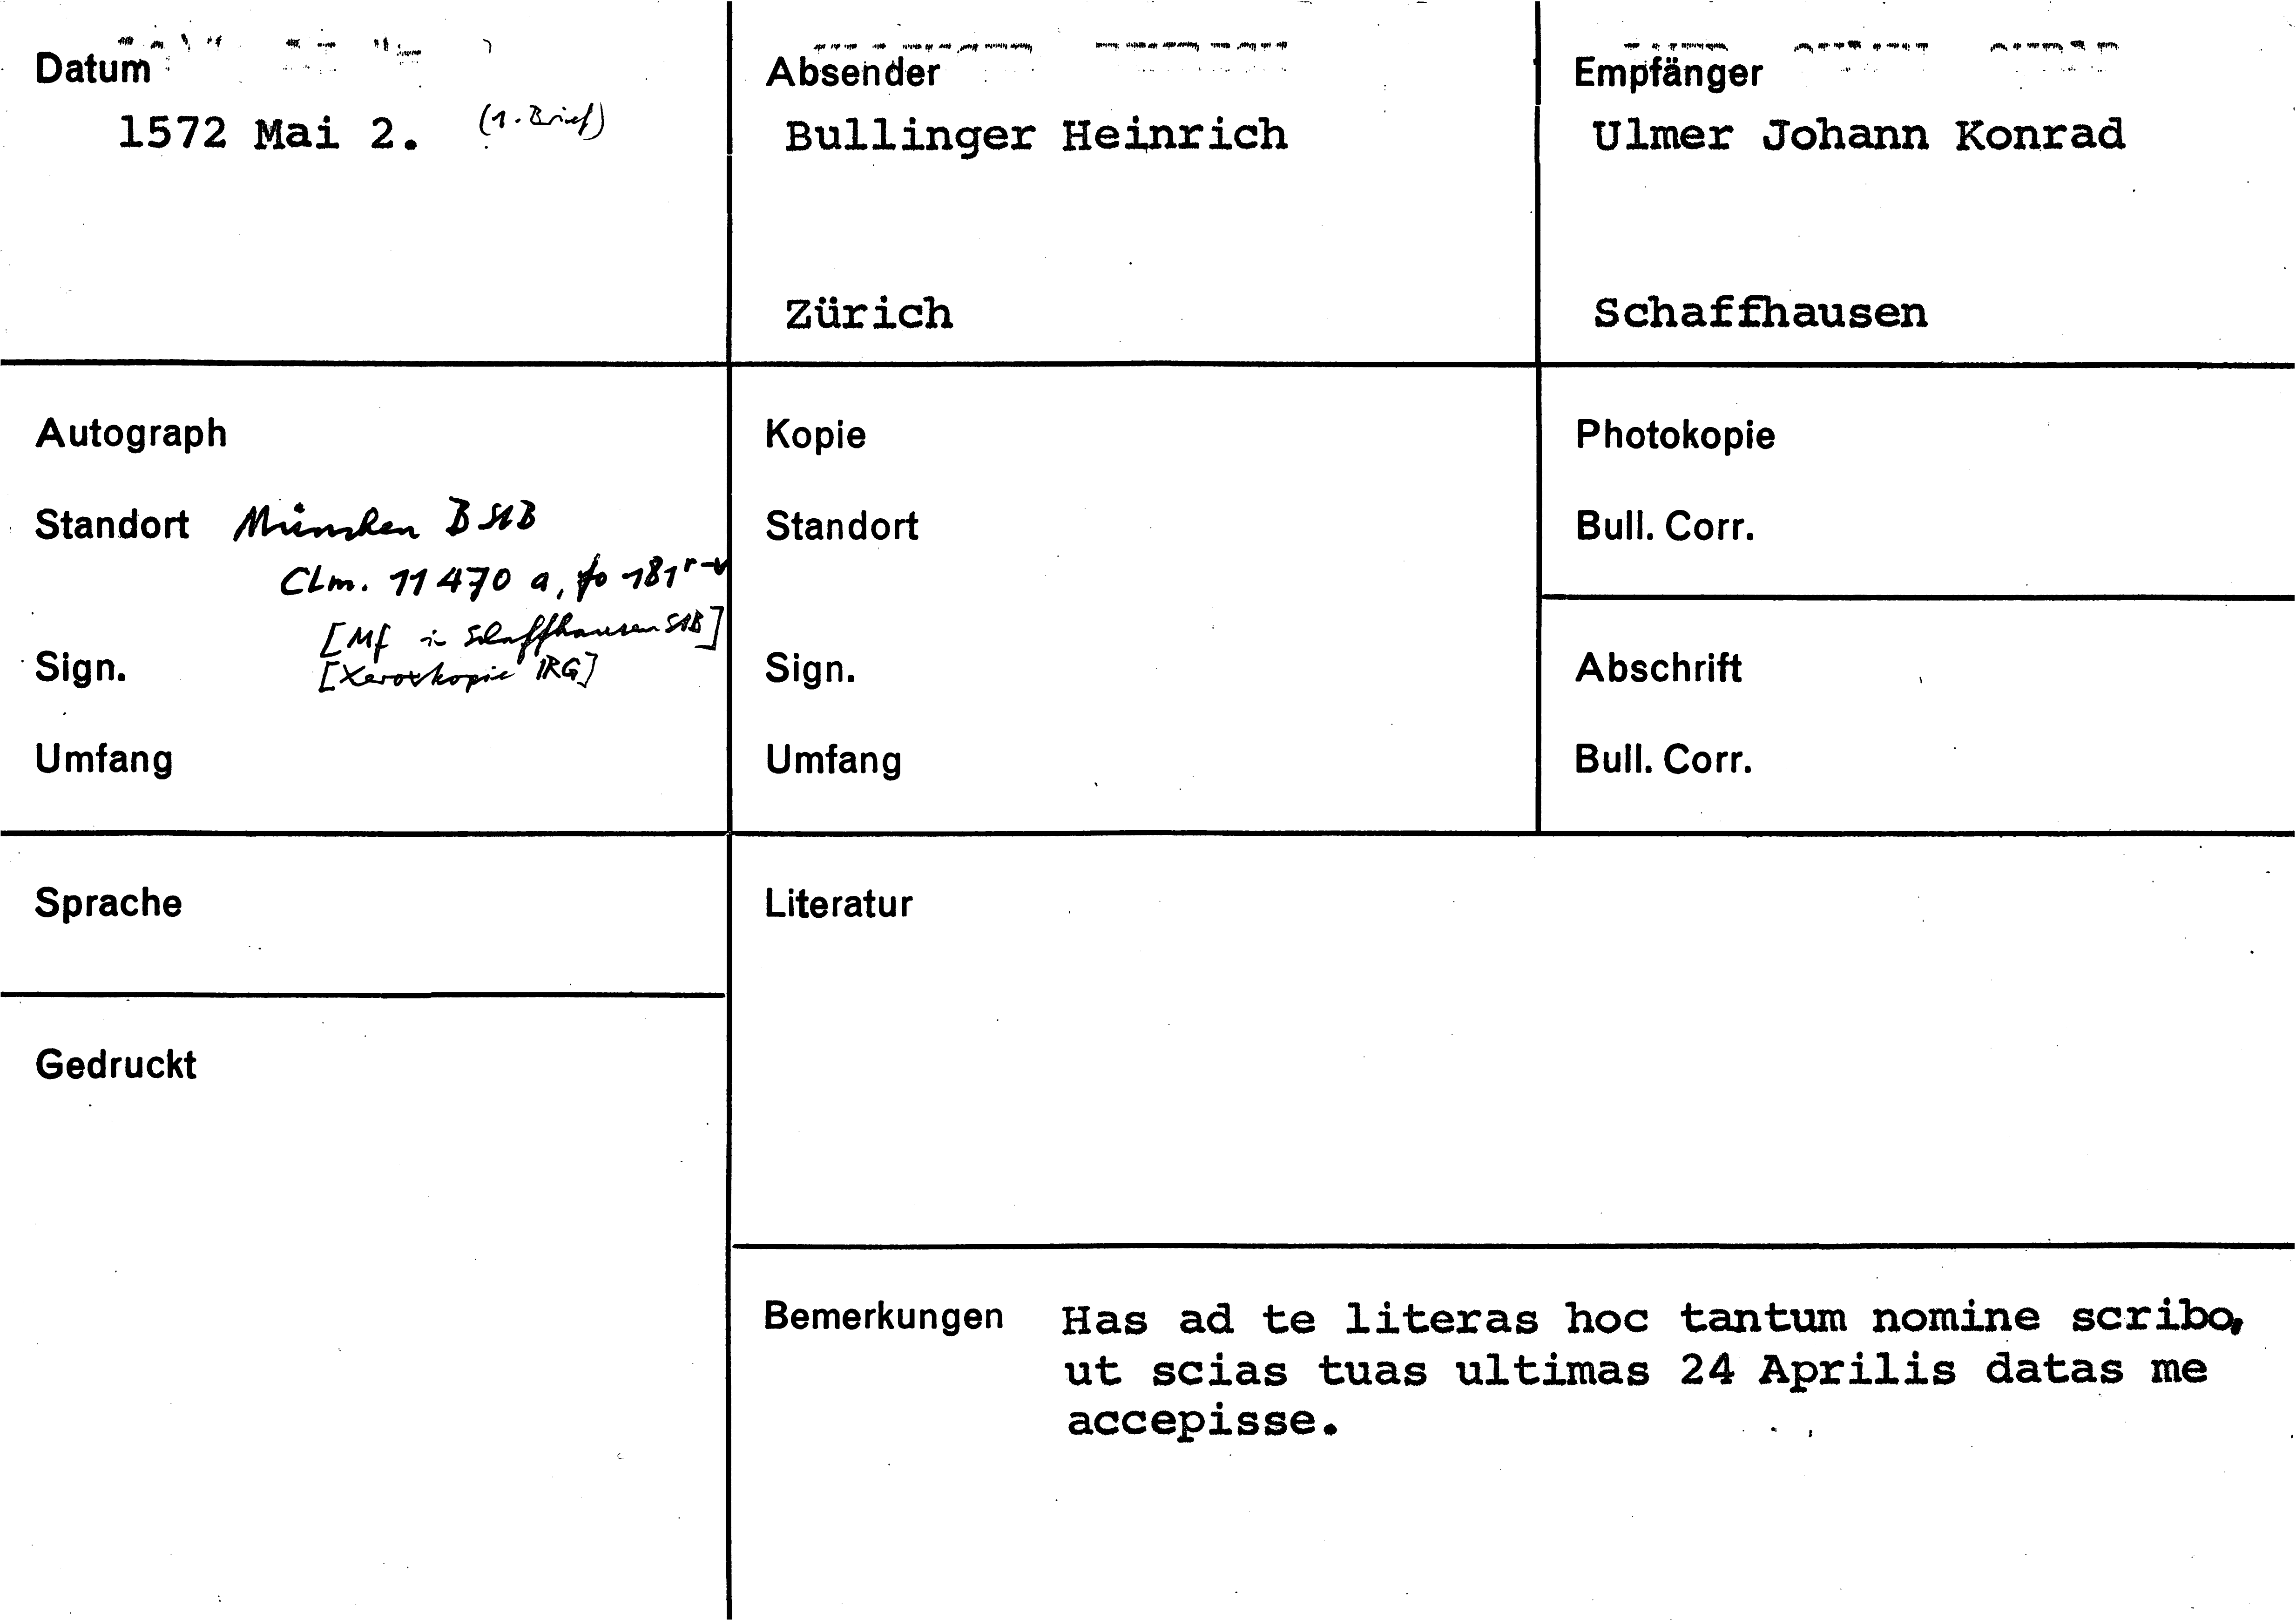 Datum
1572 Mai 2. (1. Brief)
Absender
Bullinger Heinrich
Zürich
Empfänger
Ulmer Johann Konrad
Schaffhausen
Autograph
Standort München BStB
Clm. 11470 a, fo 181r-v
[Mf in Schaffhausen StB]
Sign. [Xerokopie IRG]
Umfang
Kopie
Standort
Sign.
Umfang
Photokopie
Bull. Corr.
Abschrift
Bull. Corr.
Sprache
Gedruckt
Literatur
Bemerkungen Has ad te literas hoc tantum nomine scribo,
ut scias tuas ultimas 24 Aprilis datas me
accepisse.